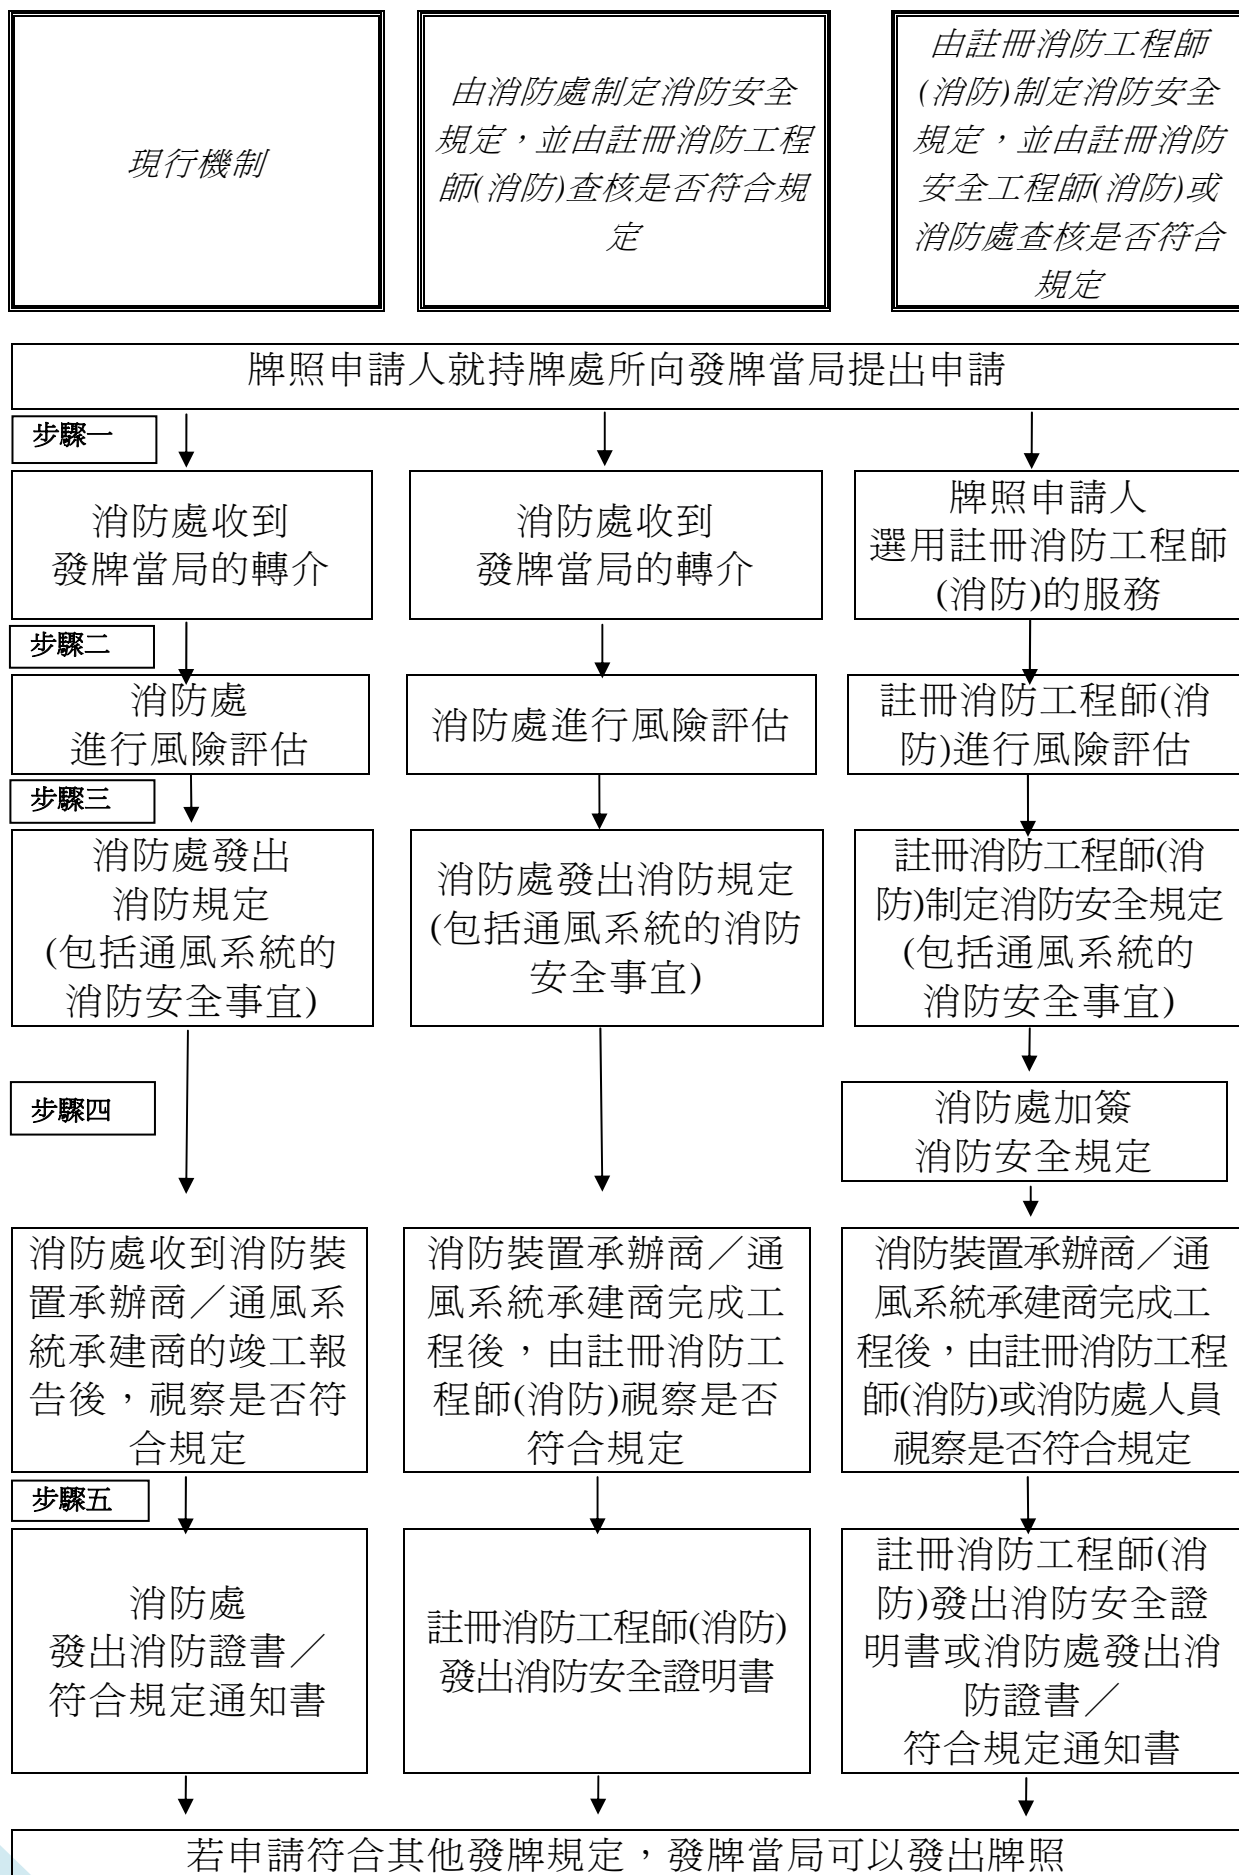 現行機制
由消防處制定消防安全
規定，並由註冊消防工程
師(消防)查核是否符合規
定
由註冊消防工程師
(消防)制定消防安全
規定，並由註冊消防
安全工程師(消防)或
消防處查核是否符合
規定
牌照申請人就持牌處所向發牌當局提出申請
步驟一
消防處收到
發牌當局的轉介
消防處收到
發牌當局的轉介
牌照申請人
選用註冊消防工程師
(消防)的服務
步驟二
消防處
進行風險評估
消防處進行風險評估
註冊消防工程師(消
防)進行風險評估
步驟三
消防處發出
消防規定
(包括通風系統的
消防安全事宜)
消防處發出消防規定
(包括通風系統的消防
安全事宜)
註冊消防工程師(消
防)制定消防安全規定
(包括通風系統的
消防安全事宜)
步驟四
消防處加簽
消防安全規定
消防處收到消防裝
置承辦商／通風系
統承建商的竣工報
告後，視察是否符
合規定
消防裝置承辦商／通
風系統承建商完成工
程後，由註冊消防工
程師(消防)視察是否
符合規定
消防裝置承辦商／通
風系統承建商完成工
程後，由註冊消防工程
師(消防)或消防處人員
視察是否符合規定
步驟五
消防處
發出消防證書／
符合規定通知書
註冊消防工程師(消防)
發出消防安全證明書
註冊消防工程師(消
防)發出消防安全證
明書或消防處發出消
防證書／
符合規定通知書
若申請符合其他發牌規定，發牌當局可以發出牌照